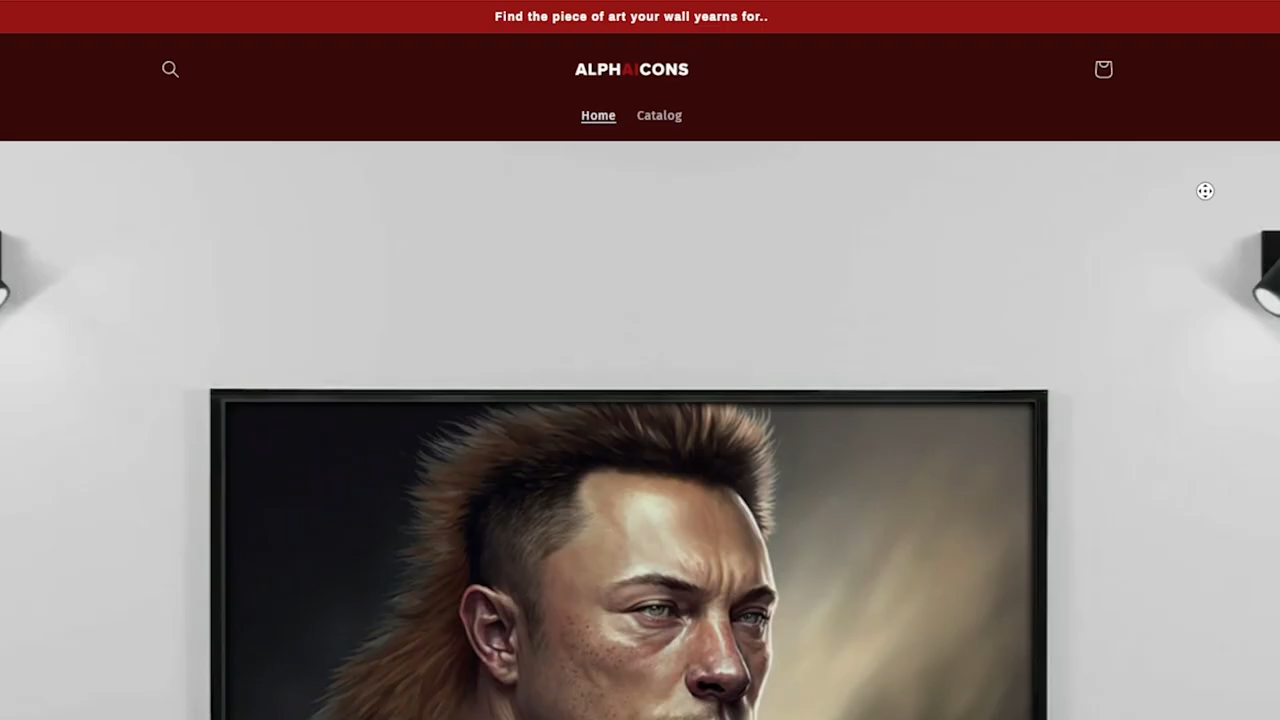 Find the piece of art your wall yearns for..
ALPHAICONS
Home
Catalog